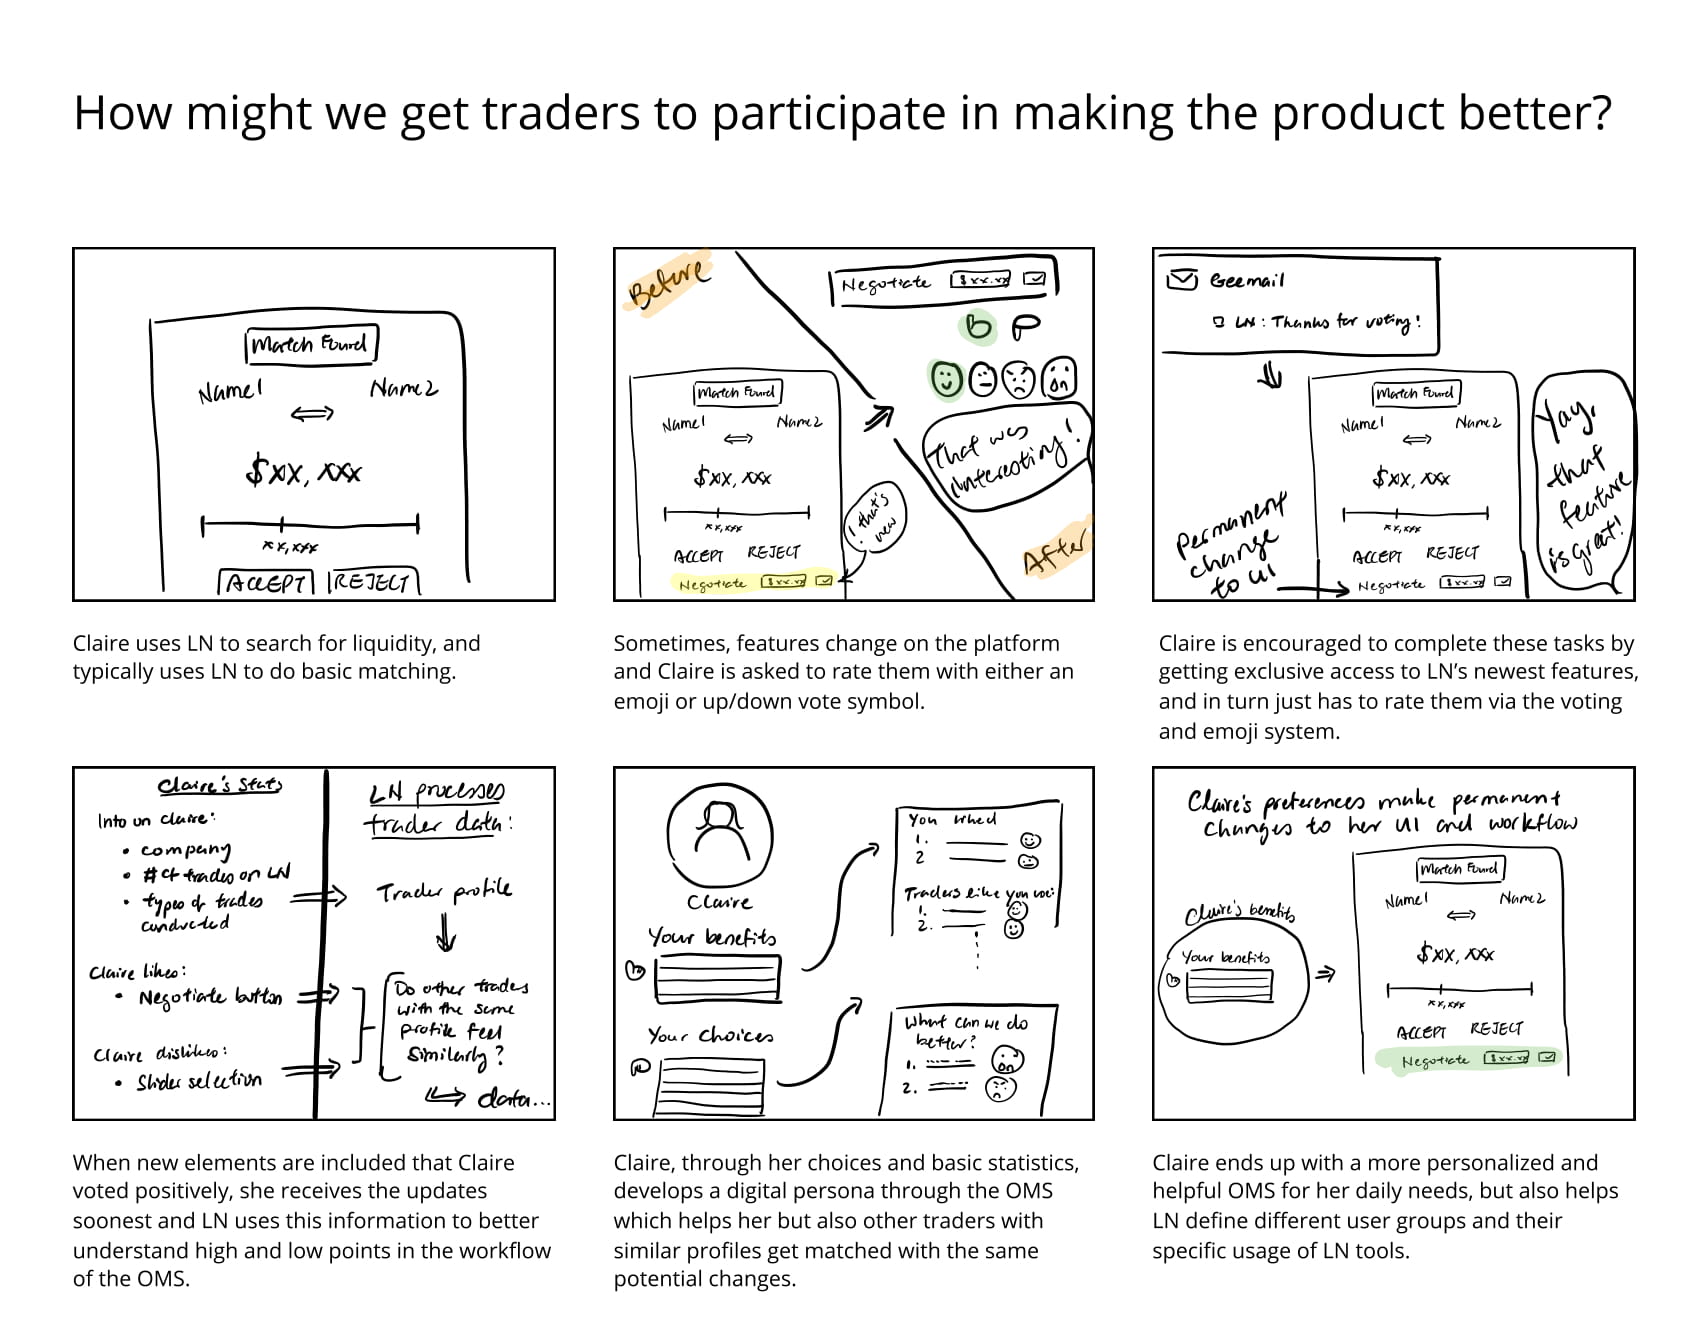 How might we get traders to participate in making the product better?
Match Found
Name1
Name2
$xx, xxx
xx,xxx
ACCEPT
REJECT
Claire uses LN to search for liquidity, and
typically uses LN to do basic matching.
Before
Negotiate $xx.xx
Match Found
Name1
Name2
$xx, xxx
xx,xxx
ACCEPT REJECT
Negotiate $xx.xx
! that's
new
That was
interesting!
After
Sometimes, features change on the platform
and Claire is asked to rate them with either an
emoji or up/down vote symbol.
Geemail
LN: Thanks for voting!
Match Found
Name1
Name2
$xx, xxx
xx,xxx
ACCEPT REJECT
Negotiate $xx.xx
Permanent
change
to UI
Yay,
that
feature
is great!
Claire is encouraged to complete these tasks by
getting exclusive access to LN’s newest features,
and in turn just has to rate them via the voting
and emoji system.
Claire's Stats
Info on Claire:
• company
• # of trades on LN
• types of trades
conducted
Claire likes:
• Negotiate button
Claire dislikes:
• Slider selection
LN processes
trader data:
Trader profile
Do other trades
with the same
profile feel
similarly?
data...
When new elements are included that Claire
voted positively, she receives the updates
soonest and LN uses this information to better
understand high and low points in the workflow
of the OMS.
Claire
Your benefits
Your choices
You liked
1.
2
Traders like you use:
1.
2.
What can we do
better?
1.
2.
Claire, through her choices and basic statistics,
develops a digital persona through the OMS
which helps her but also other traders with
similar profiles get matched with the same
potential changes.
Claire's preferences make permanent
changes to her UI and workflow
Claire's benefits
Your benefits
Match Found
Name1
Name2
$xx, xxx
xx,xxx
ACCEPT REJECT
Negotiate $xx.xx
Claire ends up with a more personalized and
helpful OMS for her daily needs, but also helps
LN define different user groups and their
specific usage of LN tools.